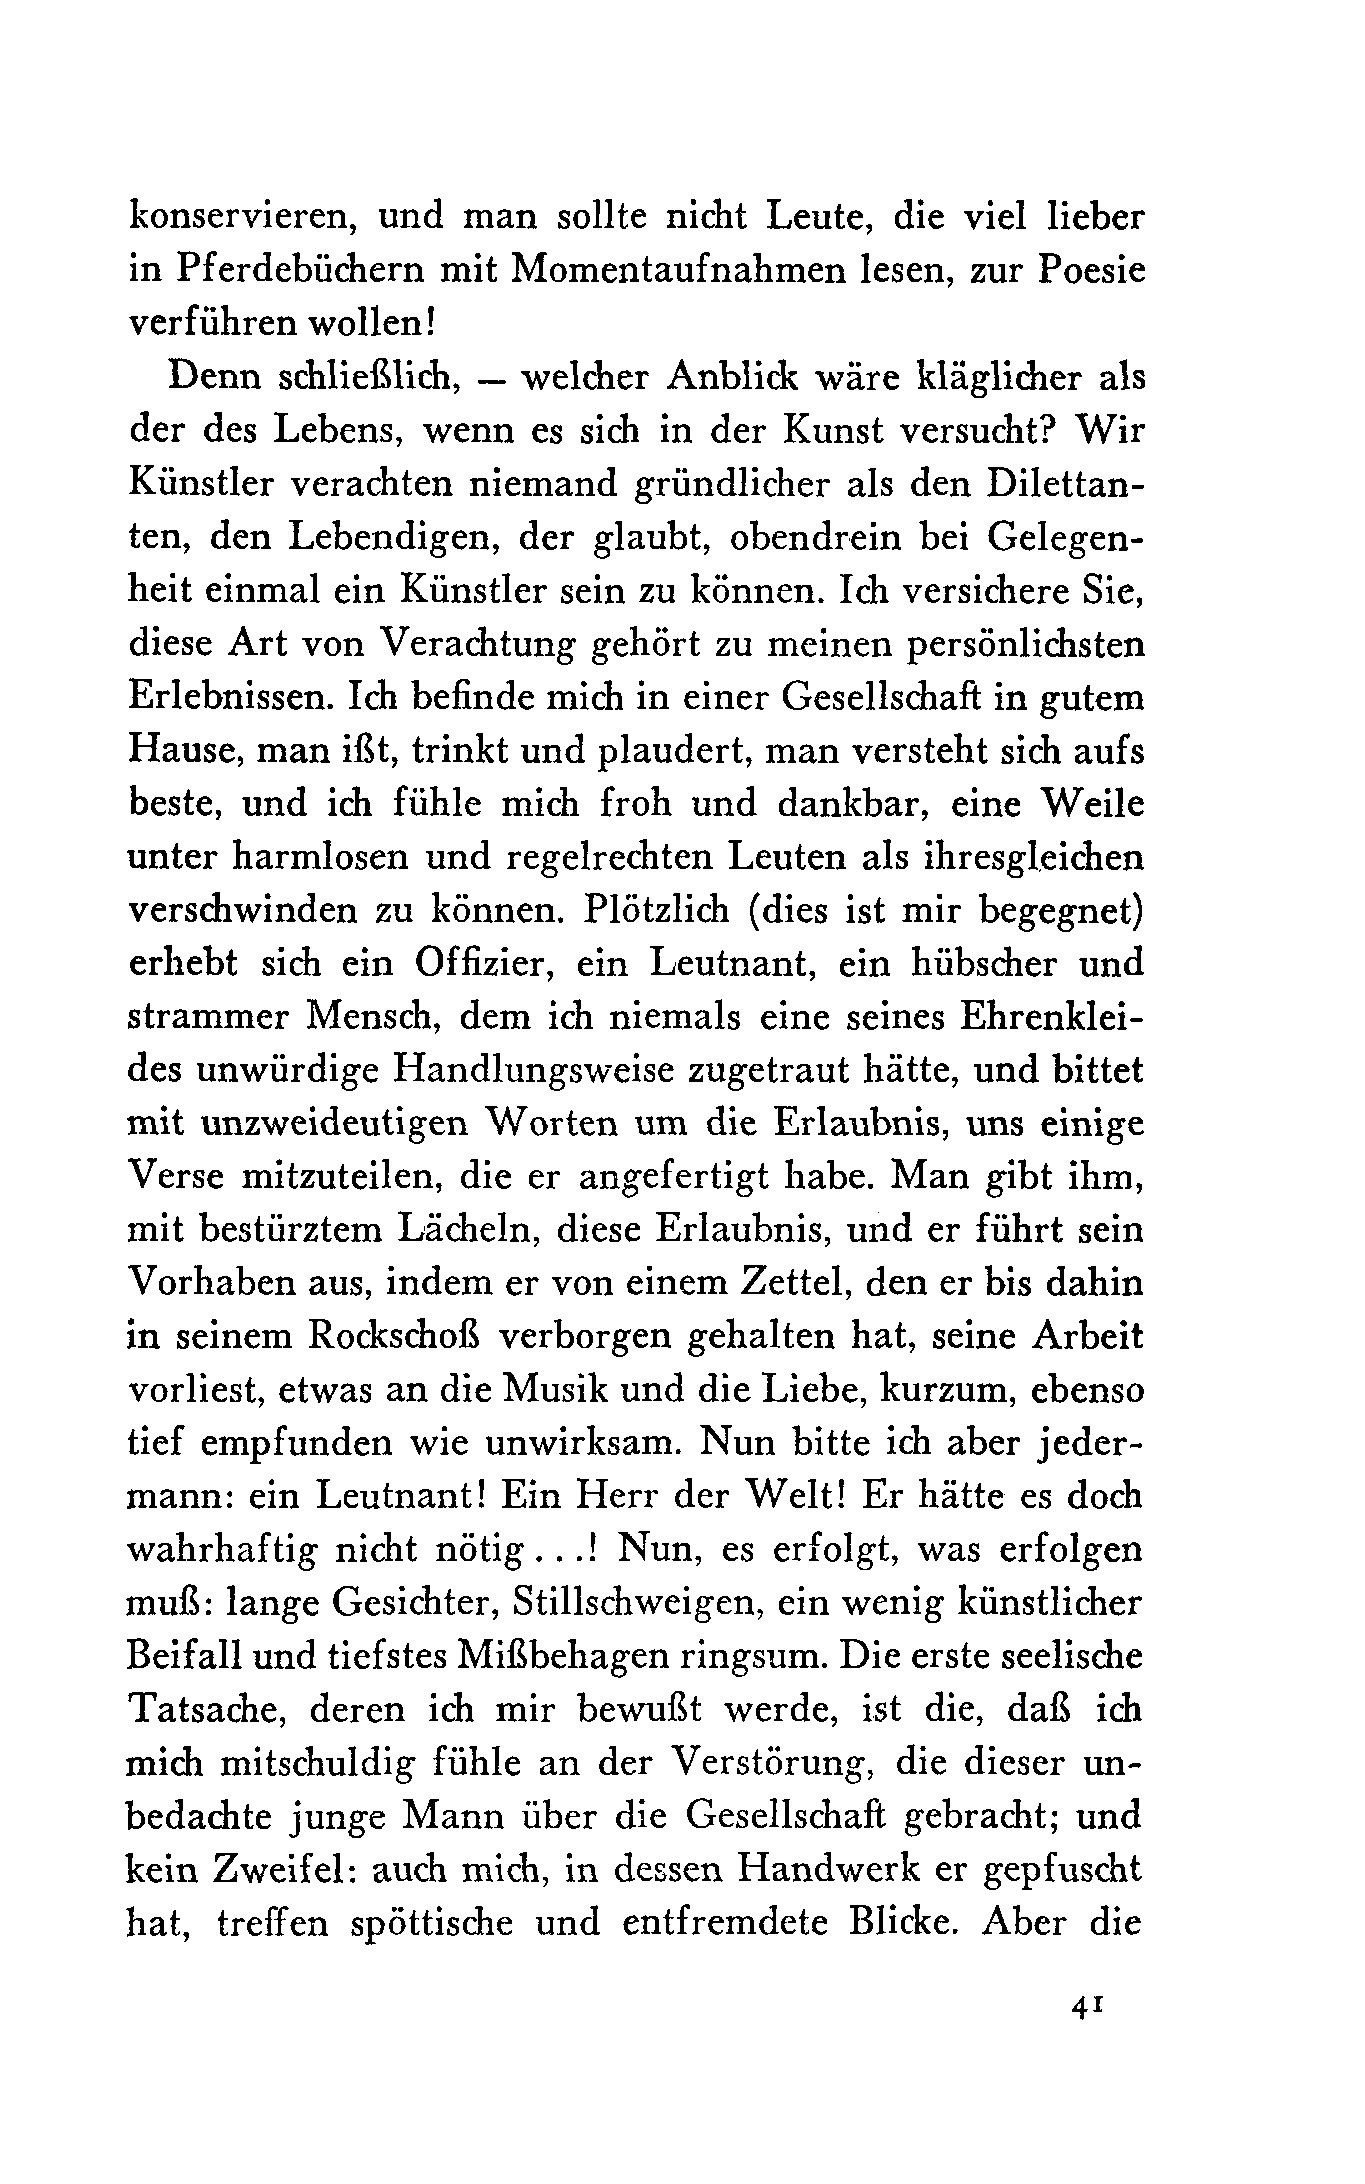 konservieren, und man sollte nicht Leute, die viel lieber
in Pferdebüchern mit Momentaufnahmen lesen, zur Poesie
verführen wollen!
Denn schließlich, – welcher Anblick wäre kläglicher als
der des Lebens, wenn es sich in der Kunst versucht? Wir
Künstler verachten niemand gründlicher als den Dilettan-
ten, den Lebendigen, der glaubt, obendrein bei Gelegen-
heit einmal ein Künstler sein zu können. Ich versichere Sie,
diese Art von Verachtung gehört zu meinen persönlichsten
Erlebnissen. Ich befinde mich in einer Gesellschaft in gutem
Hause, man ißt, trinkt und plaudert, man versteht sich aufs
beste, und ich fühle mich froh und dankbar, eine Weile
unter harmlosen und regelrechten Leuten als ihresgleichen
verschwinden zu können. Plötzlich (dies ist mir begegnet)
erhebt sich ein Offizier, ein Leutnant, ein hübscher und
strammer Mensch, dem ich niemals eine seines Ehrenklei-
des unwürdige Handlungsweise zugetraut hätte, und bittet
mit unzweideutigen Worten um die Erlaubnis, uns einige
Verse mitzuteilen, die er angefertigt habe. Man gibt ihm,
mit bestürztem Lächeln, diese Erlaubnis, und er führt sein
Vorhaben aus, indem er von einem Zettel, den er bis dahin
in seinem Rockschoß verborgen gehalten hat, seine Arbeit
vorliest, etwas an die Musik und die Liebe, kurzum, ebenso
tief empfunden wie unwirksam. Nun bitte ich aber jeder-
mann: ein Leutnant! Ein Herr der Welt! Er hätte es doch
wahrhaftig nicht nötig . . .! Nun, es erfolgt, was erfolgen
muß: lange Gesichter, Stillschweigen, ein wenig künstlicher
Beifall und tiefstes Mißbehagen ringsum. Die erste seelische
Tatsache, deren ich mir bewußt werde, ist die, daß ich
mich mitschuldig fühle an der Verstörung, die dieser un-
bedachte junge Mann über die Gesellschaft gebracht; und
kein Zweifel: auch mich, in dessen Handwerk er gepfuscht
hat, treffen spöttische und entfremdete Blicke. Aber die
41